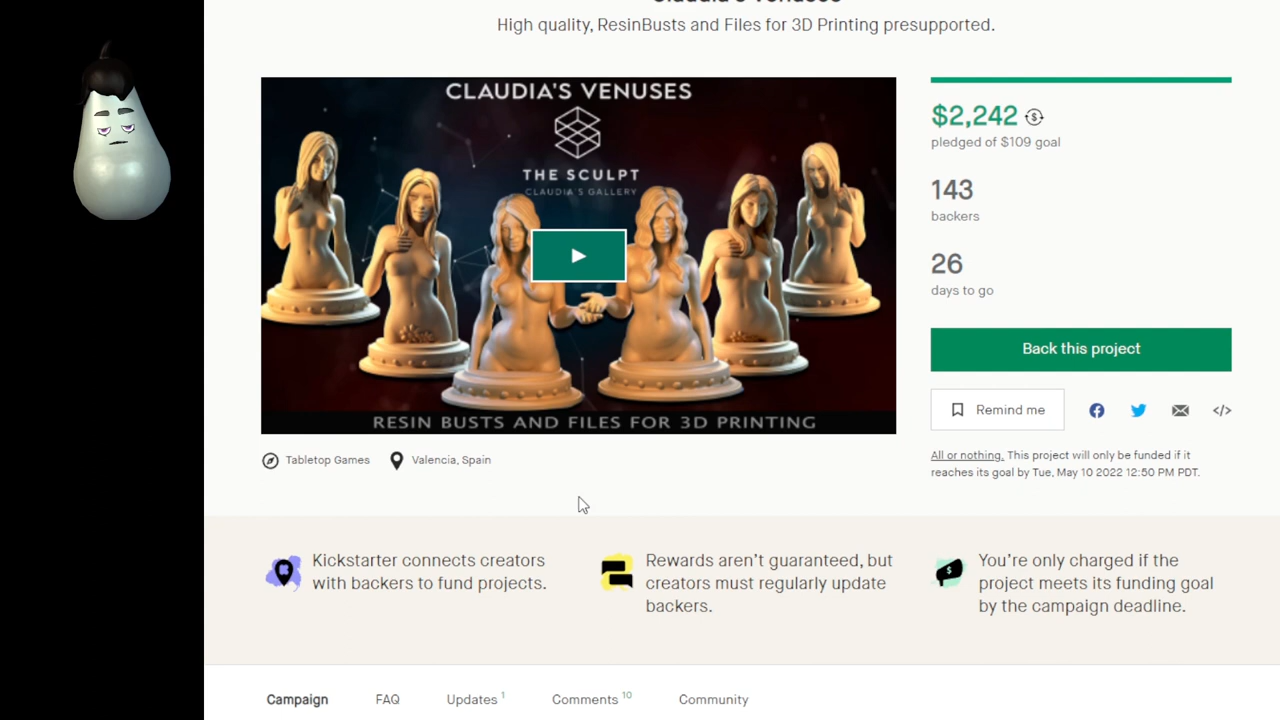 Claudia's Venuses
High quality, ResinBusts and Files for 3D Printing presupported.
CLAUDIA'S VENUSES
THE SCULPT
CLAUDIA'S GALLERY
RESIN BUSTS AND FILES FOR 3D PRINTING
Tabletop Games
Valencia, Spain
$2,242
pledged of $109 goal
143
backers
26
days to go
Back this project
Remind me
All or nothing. This project will only be funded if it
reaches its goal by Tue, May 10 2022 12:50 PM PDT.
Kickstarter connects creators
with backers to fund projects.
Rewards aren't guaranteed, but
creators must regularly update
backers.
You're only charged if the
project meets its funding goal
by the campaign deadline.
Campaign
FAQ
Updates 1
Comments 10
Community